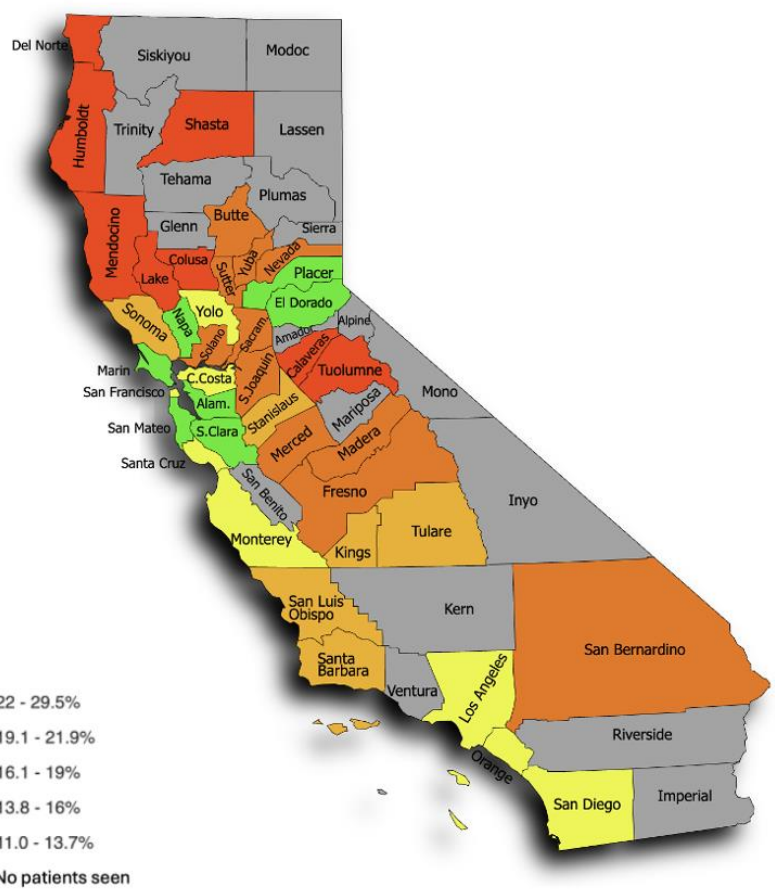 Del Norte
Siskiyou
Modoc
Humboldt
Trinity
Shasta
Lassen
Tehama
Plumas
Mendocino
Glenn
Butte
Sierra
Lake
Colusa
Sutter
Yuba
Nevada
Placer
El Dorado
Sonoma
Napa
Yolo
Solano
Sacram.
Amador
Alpine
Calaveras
Tuolumne
Mono
Marin
San Francisco
C.Costa
S.Joaquin
Alam.
Stanislaus
Mariposa
San Mateo
S.Clara
Merced
Madera
Santa Cruz
San Benito
Fresno
Inyo
Monterey
Kings
Tulare
San Luis
Obispo
Kern
San Bernardino
Santa
Barbara
Ventura
Los Angeles
Orange
Riverside
San Diego
Imperial
22 - 29.5%
19.1 - 21.9%
16.1 - 19%
13.8 - 16%
11.0 - 13.7%
No patients seen